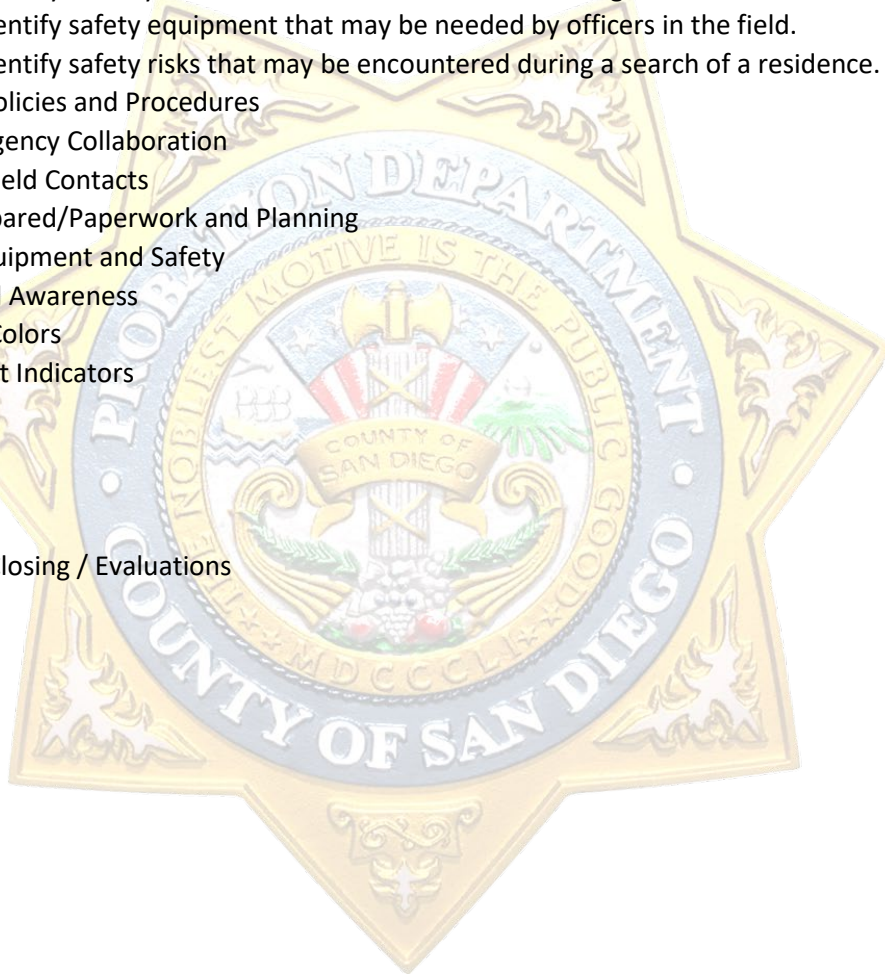 entify safety equipment that may be needed by officers in the field.
entify safety risks that may be encountered during a search of a residence.
olicies and Procedures
gency Collaboration
eld Contacts
pared/Paperwork and Planning
uipment and Safety
l Awareness
Colors
t Indicators
losing / Evaluations
PROBATION DEPARTMENT
THE NOBLEST MOTIVE IS THE PUBLIC GOOD
COUNTY OF
SAN DIEGO
MDCCCLI
COUNTY OF SAN DIEGO